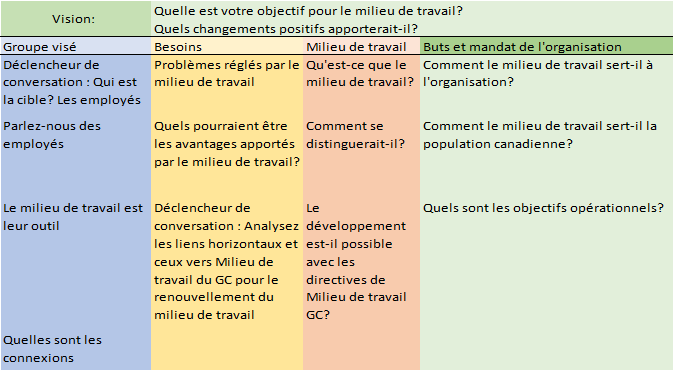 Vision:
Quelle est votre objectif pour le milieu de travail?
Quels changements positifs apporterait-il?
Groupe visé
Besoins
Milieu de travail
Buts et mandat de l'organisation
Déclencheur de
conversation : Qui est
la cible? Les employés
Problèmes réglés par le
milieu de travail
Qu'est-ce que le
milieu de travail?
Comment le milieu de travail sert-il à
l'organisation?
Parlez-nous des
employés
Quels pourraient être
les avantages apportés
par le milieu de travail?
Comment se
distinguerait-il?
Comment le milieu de travail sert-il la
population canadienne?
Le milieu de travail est
leur outil
Déclencheur de
conversation : Analysez
les liens horizontaux et
ceux vers Milieu de
travail du GC pour le
renouvellement du
milieu de travail
Le
développement
est-il possible
avec les
directives de
Milieu de travail
GC?
Quels sont les objectifs opérationnels?
Quelles sont les
connexions